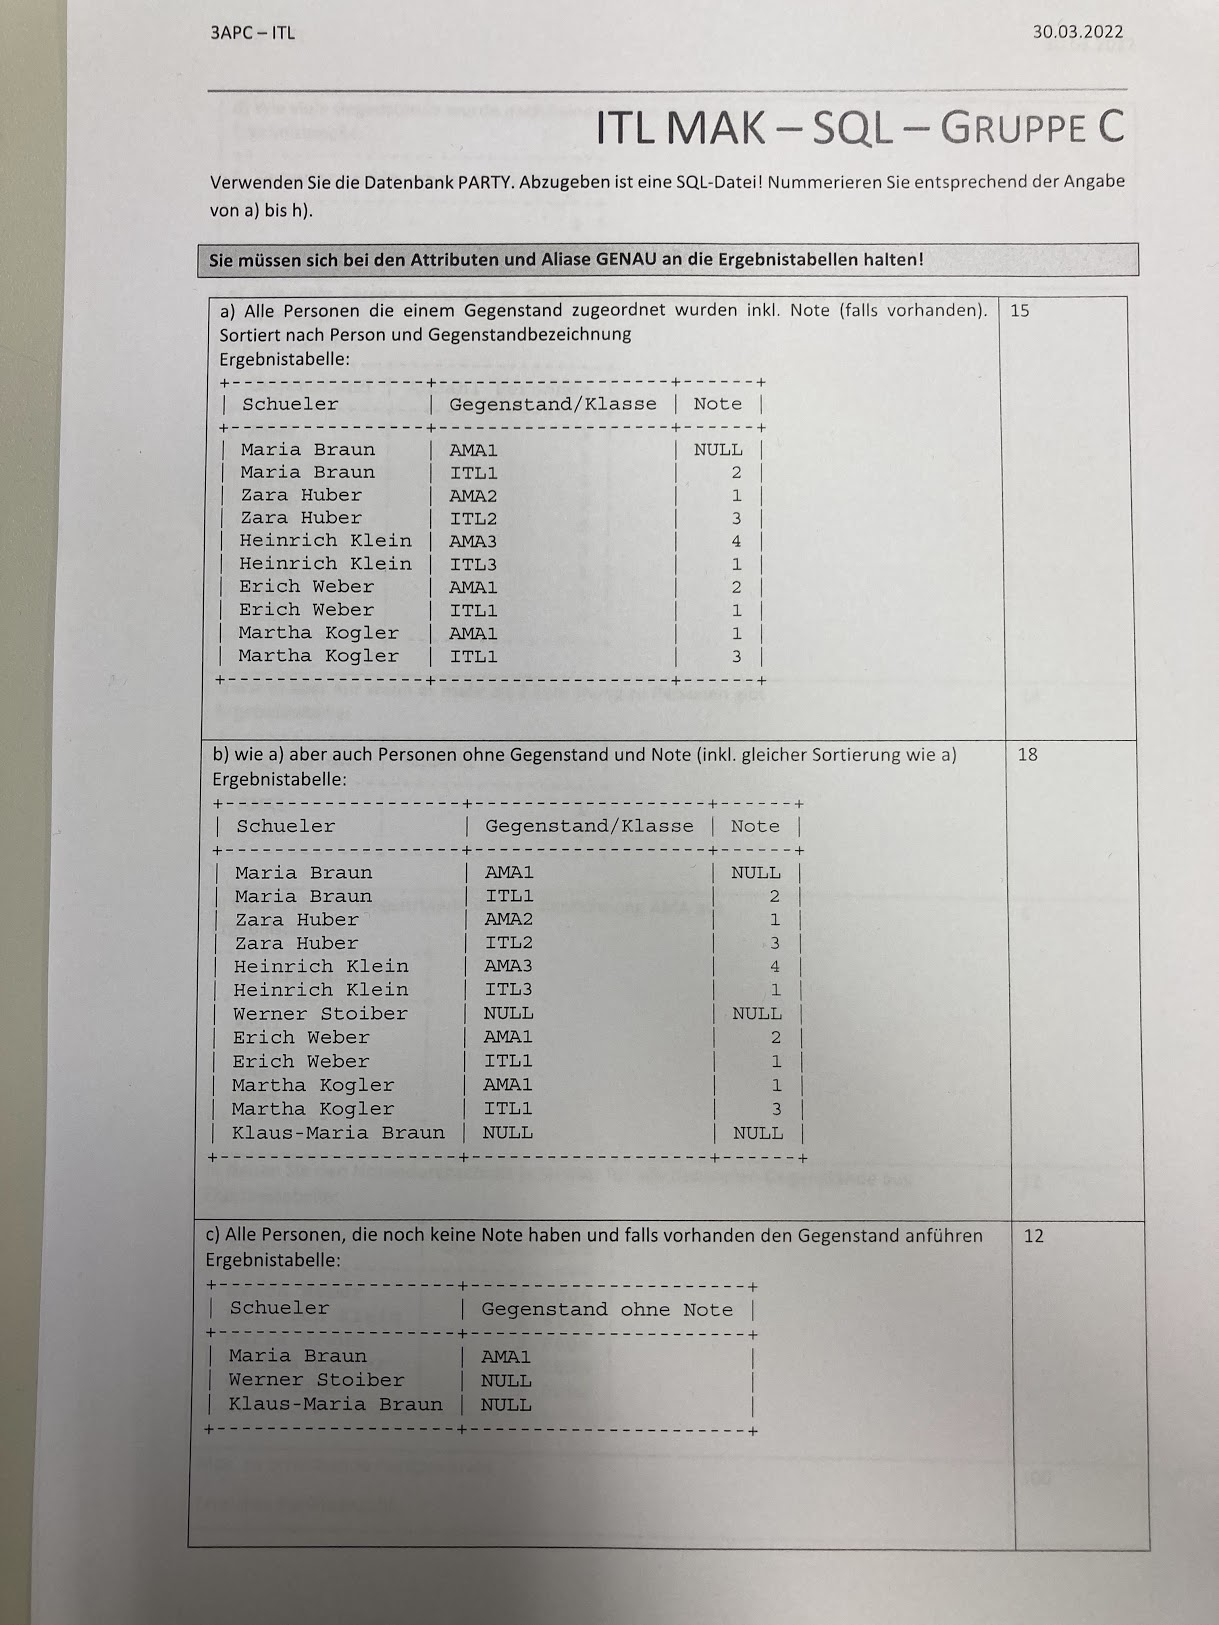 3APC – ITL
30.03.2022
ITL MAK – SQL – GRUPPE C
Verwenden Sie die Datenbank PARTY. Abzugeben ist eine SQL-Datei! Nummerieren Sie entsprechend der Angabe
von a) bis h).
Sie müssen sich bei den Attributen und Aliase GENAU an die Ergebnistabellen halten!
a) Alle Personen die einem Gegenstand zugeordnet wurden inkl. Note (falls vorhanden). 15
Sortiert nach Person und Gegenstandbezeichnung
Ergebnistabelle:
+----------------+--------------------+------+
| Schueler | Gegenstand/Klasse | Note |
+----------------+--------------------+------+
| Maria Braun | AMA1 | NULL |
| Maria Braun | ITL1 | 2 |
| Zara Huber | AMA2 | 1 |
| Zara Huber | ITL2 | 3 |
| Heinrich Klein | AMA3 | 4 |
| Heinrich Klein | ITL3 | 1 |
| Erich Weber | AMA1 | 2 |
| Erich Weber | ITL1 | 1 |
| Martha Kogler | AMA1 | 1 |
| Martha Kogler | ITL1 | 3 |
+----------------+--------------------+------+
b) wie a) aber auch Personen ohne Gegenstand und Note (inkl. gleicher Sortierung wie a) 18
Ergebnistabelle:
+--------------------+-------------------+------+
| Schueler | Gegenstand/Klasse | Note |
+--------------------+-------------------+------+
| Maria Braun | AMA1 | NULL |
| Maria Braun | ITL1 | 2 |
| Zara Huber | AMA2 | 1 |
| Zara Huber | ITL2 | 3 |
| Heinrich Klein | AMA3 | 4 |
| Heinrich Klein | ITL3 | 1 |
| Werner Stoiber | NULL | NULL |
| Erich Weber | AMA1 | 2 |
| Erich Weber | ITL1 | 1 |
| Martha Kogler | AMA1 | 1 |
| Martha Kogler | ITL1 | 3 |
| Klaus-Maria Braun | NULL | NULL |
+--------------------+-------------------+------+
c) Alle Personen, die noch keine Note haben und falls vorhanden den Gegenstand anführen 12
Ergebnistabelle:
+--------------------+-----------------------+
| Schueler | Gegenstand ohne Note |
+--------------------+-----------------------+
| Maria Braun | AMA1 |
| Werner Stoiber | NULL |
| Klaus-Maria Braun | NULL |
+--------------------+-----------------------+